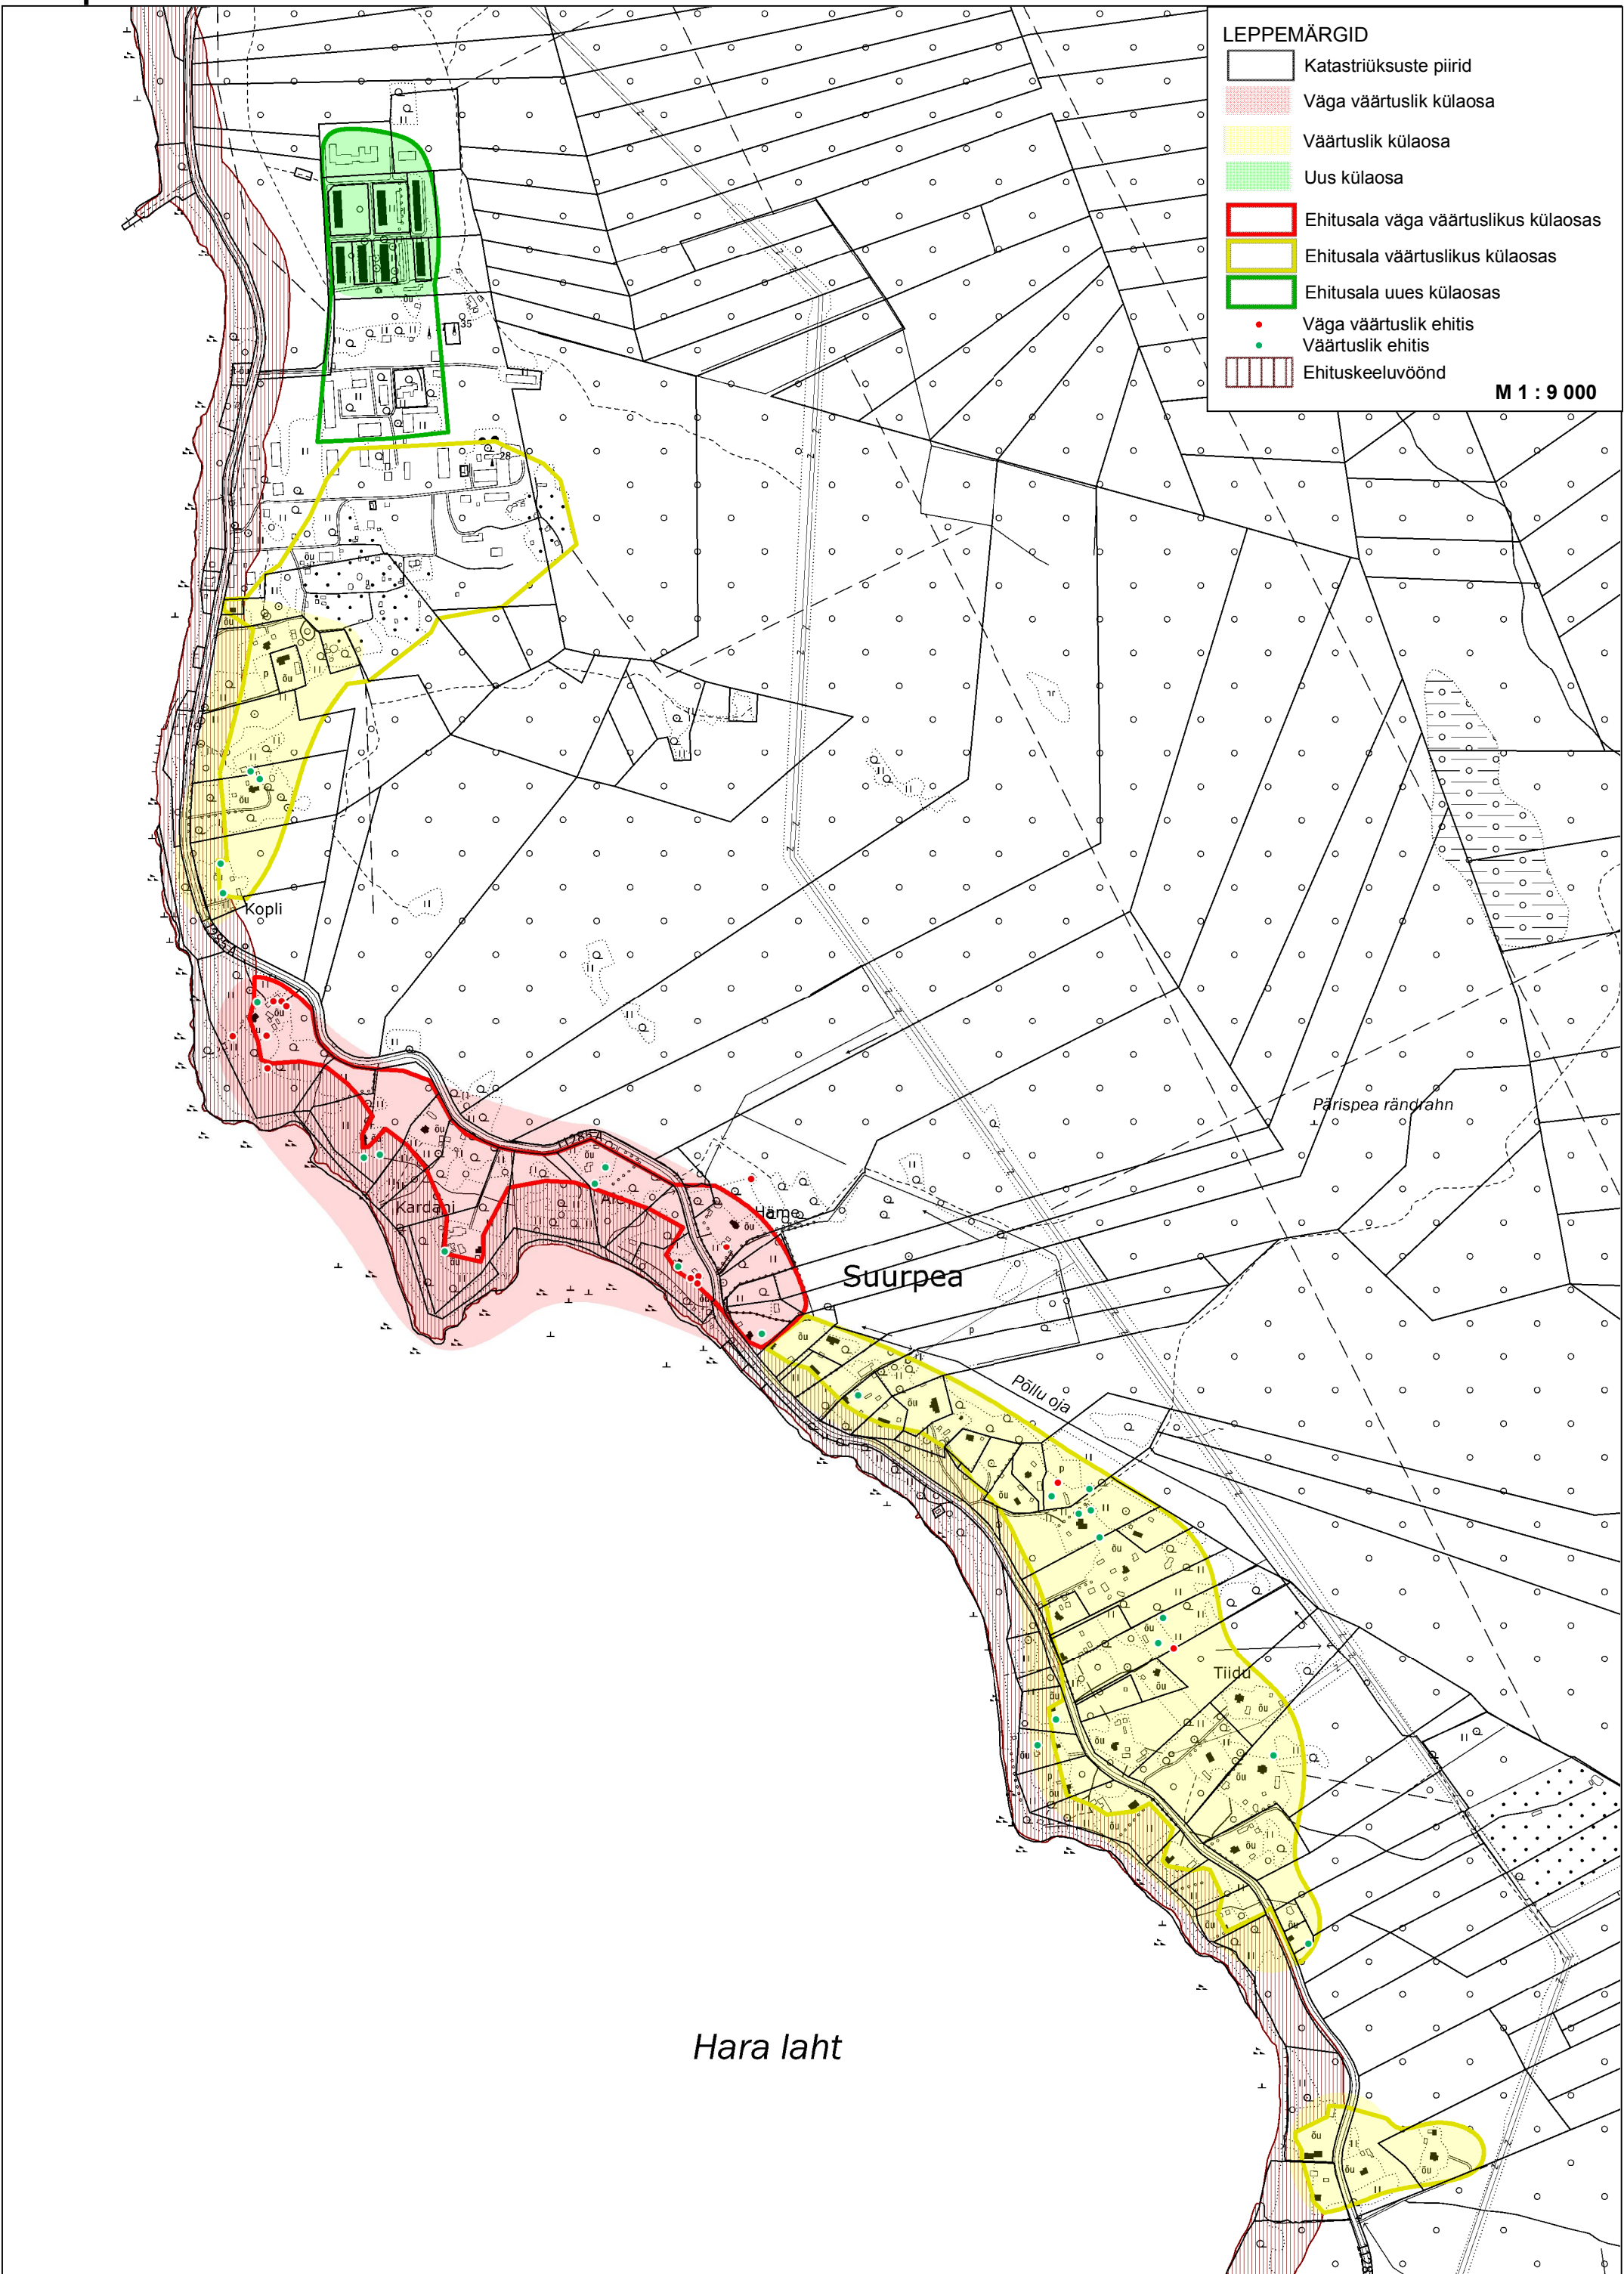 LEPPEMÄRGID
Katastriüksuste piirid
Väga väärtuslik külaosa
Väärtuslik külaosa
Uus külaosa
Ehitusala väga väärtuslikus külaosas
Ehitusala väärtuslikus külaosas
Ehitusala uues külaosas
Väga väärtuslik ehitis
Väärtuslik ehitis
Ehituskeeluvöönd
M 1 : 9 000
35
28
Kopli
Pärispea rändrahn
Kardani
Häme
Suurpea
Põllu oja
Tiidu
Hara laht